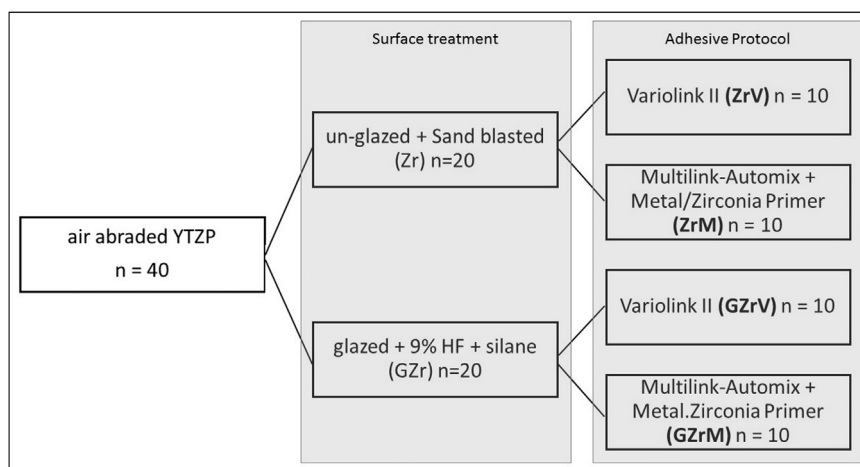 Surface treatment
Adhesive Protocol
air abraded YTZP
n = 40
un-glazed + Sand blasted
(Zr) n=20
glazed + 9% HF + silane
(GZr) n=20
Variolink II (ZrV) n = 10
Multilink-Automix +
Metal/Zirconia Primer
(ZrM) n = 10
Variolink II (GZrV) n = 10
Multilink-Automix +
Metal.Zirconia Primer
(GZrM) n = 10